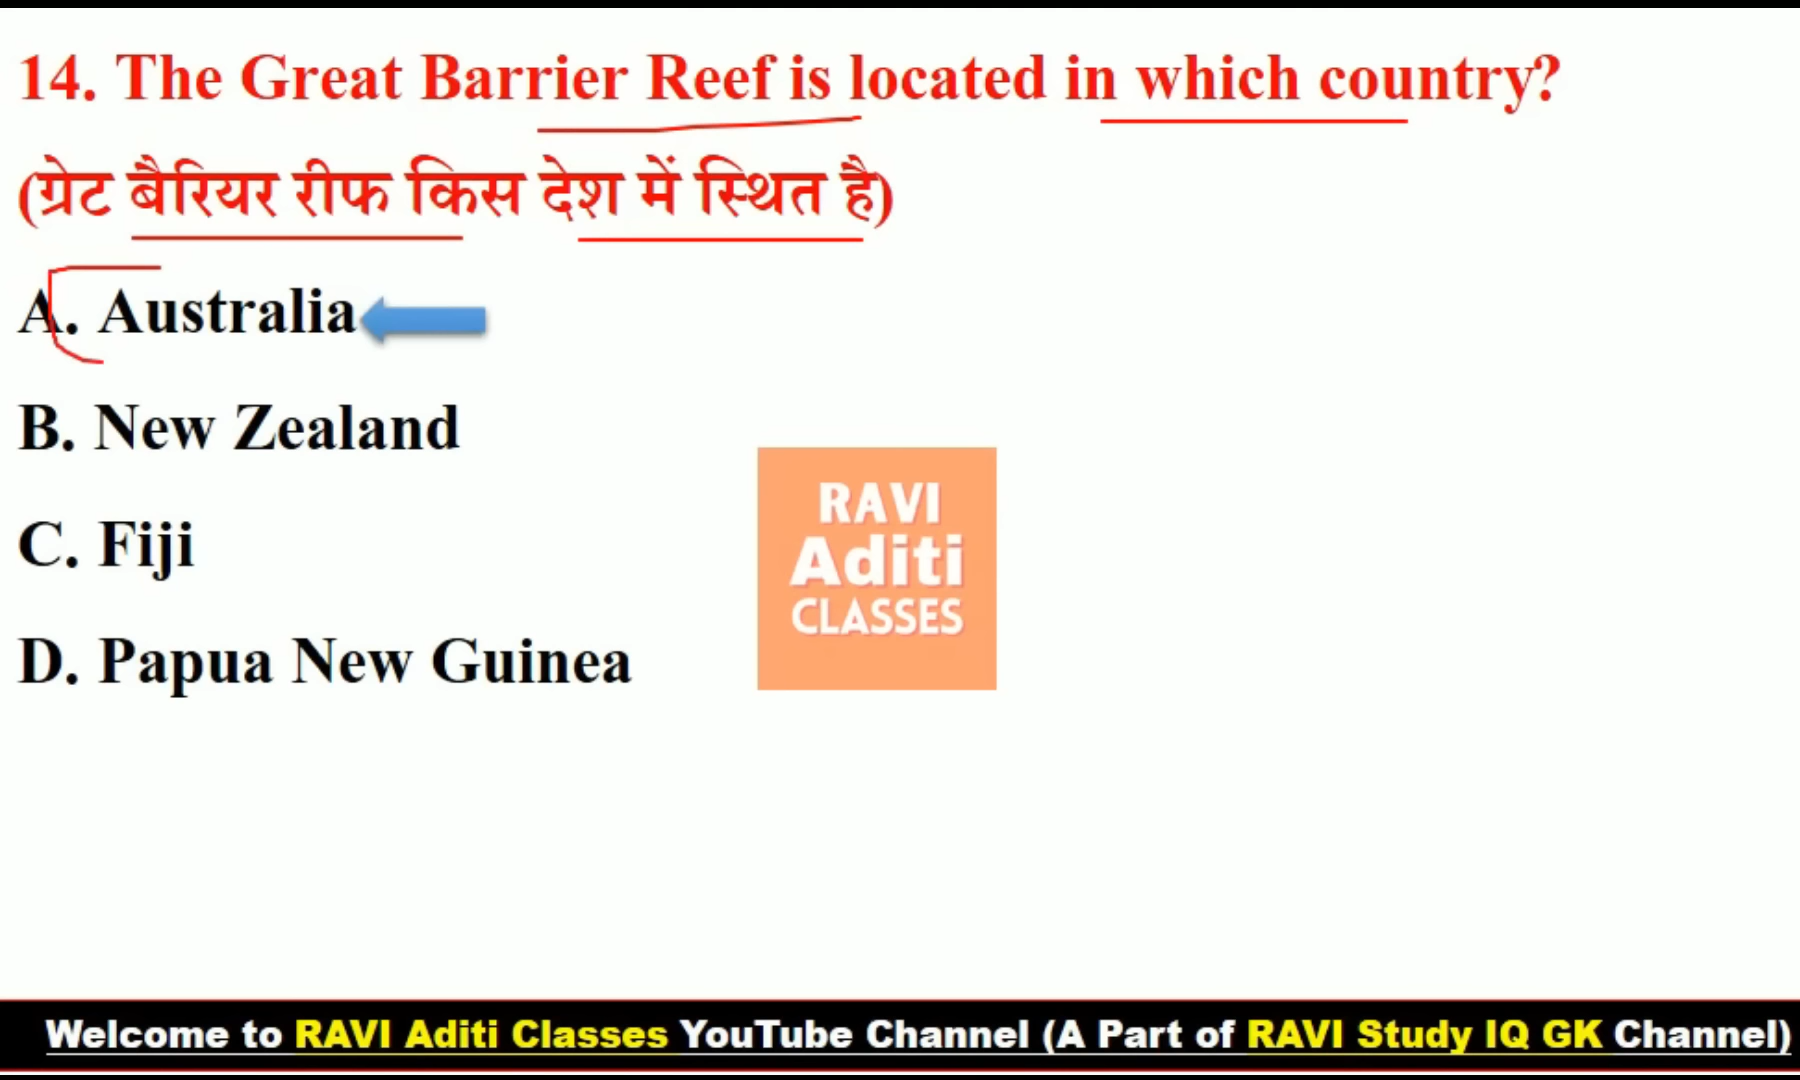 14. The Great Barrier Reef is located in which country?
(ग्रेट बैरियर रीफ किस देश में स्थित है)
A. Australia
B. New Zealand
C. Fiji
D. Papua New Guinea
RAVI
Aditi
CLASSES
Welcome to RAVI Aditi Classes YouTube Channel (A Part of RAVI Study IQ GK Channel)